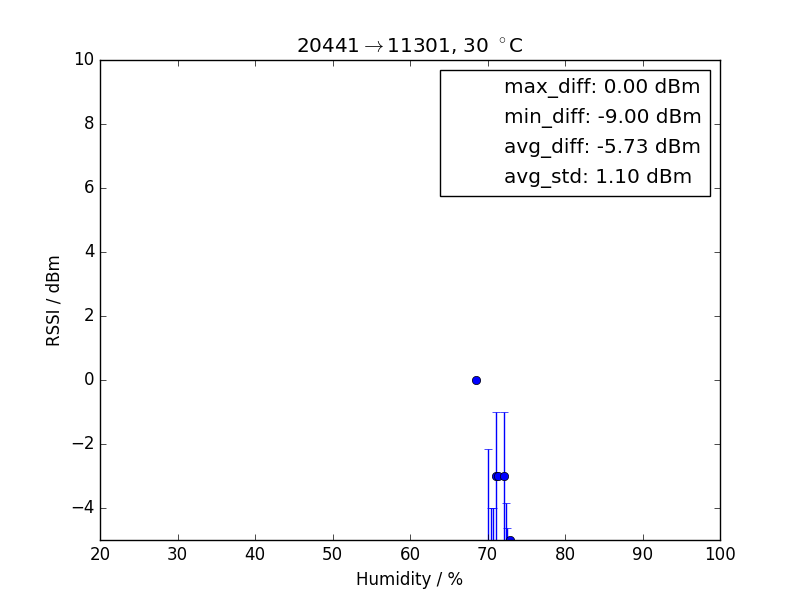 20441→11301, 30 °C
max_diff: 0.00 dBm
min_diff: -9.00 dBm
avg_diff: -5.73 dBm
avg_std: 1.10 dBm
10
8
6
4
2
0
−2
−4
RSSI / dBm
20 30 40 50 60 70 80 90 100
Humidity / %